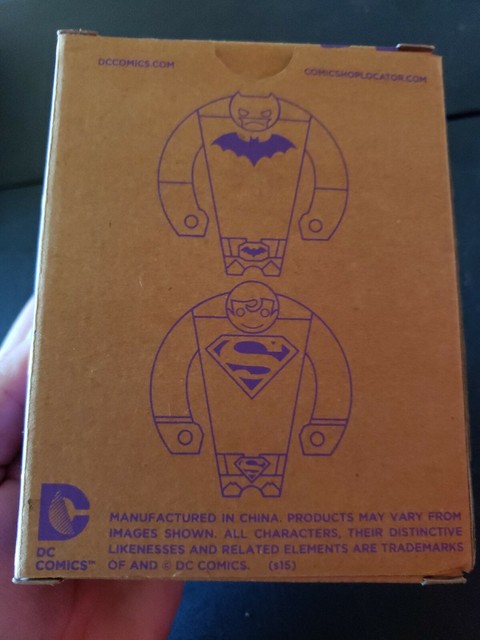 DCCOMICS.COM
COMICSHOPLOCATOR.COM
S
S
D
DC
COMICS™
MANUFACTURED IN CHINA. PRODUCTS MAY VARY FROM
IMAGES SHOWN. ALL CHARACTERS, THEIR DISTINCTIVE
LIKENESSES AND RELATED ELEMENTS ARE TRADEMARKS
OF AND © DC COMICS. (s15)